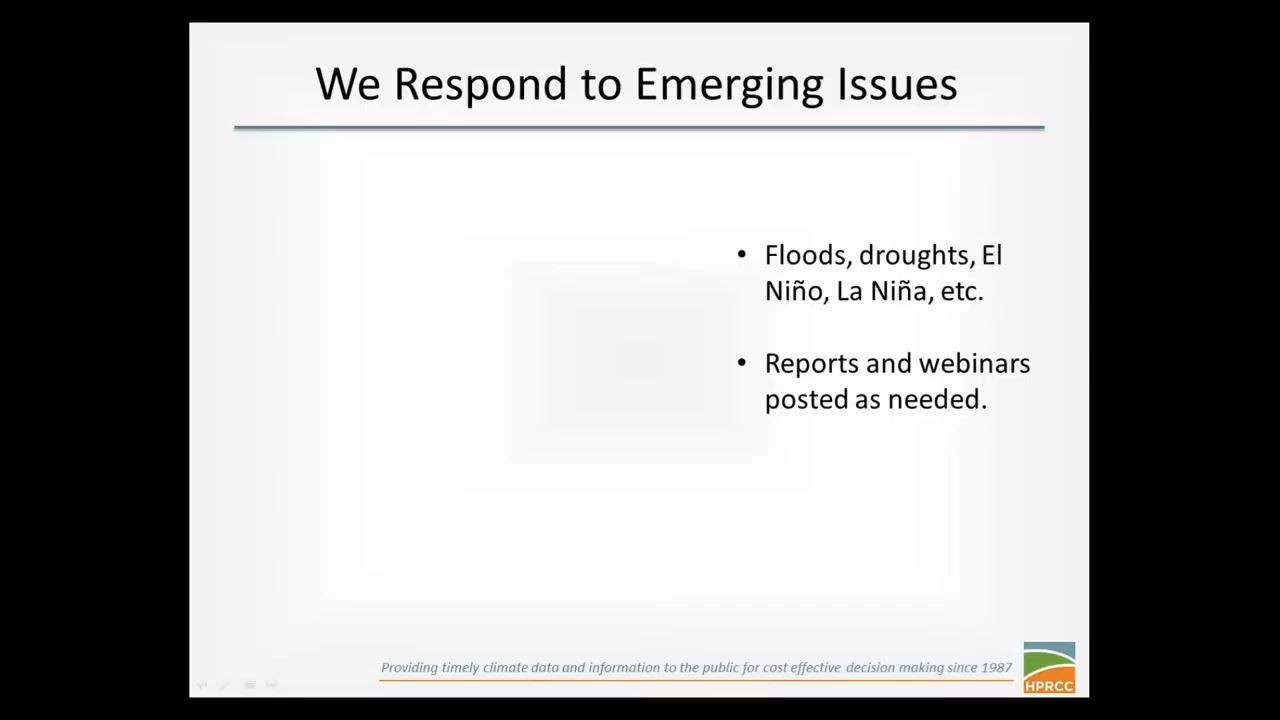 We Respond to Emerging Issues
• Floods, droughts, El
Niño, La Niña, etc.
• Reports and webinars
posted as needed.
Providing timely climate data and information to the public for cost effective decision making since 1987
HPRCC